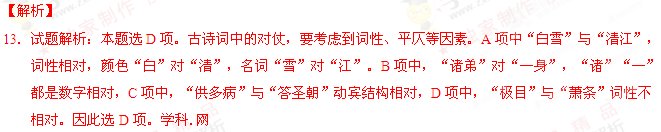 【解析】
13. 试题解析：本题选D项。古诗词中的对仗，要考虑到词性、平仄等因素。A项中“白雪”与“清江”，
词性相对，颜色“白”对“清”，名词“雪”对“江”。B项中，“诸弟”对“一身”，“诸”“一”
都是数字相对，C项中，“供多病”与“答圣朝”动宾结构相对，D项中，“极目”与“萧条”词性不
相对。因此选D项。学科.网